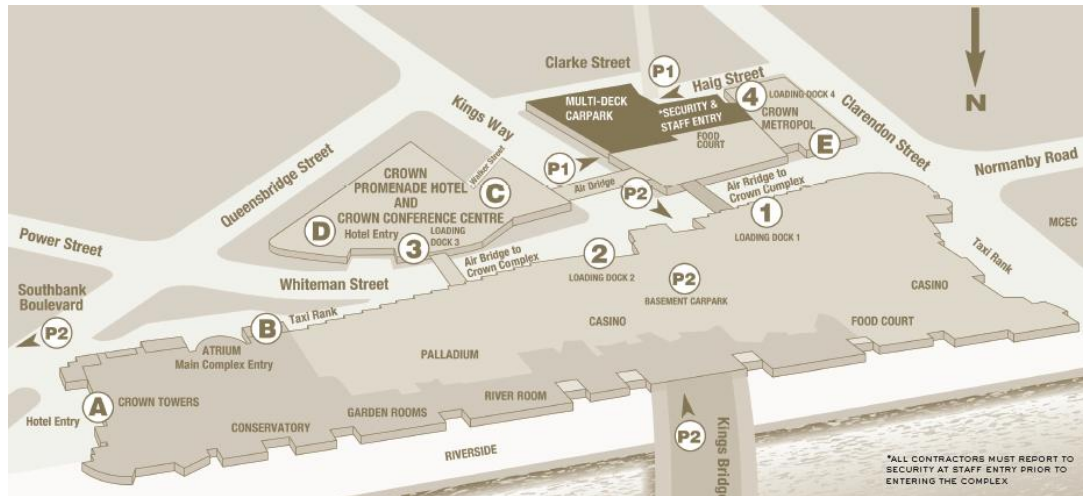 Clarke Street
P1
Haig Street
MULTI-DECK
CARPARK
*SECURITY &
STAFF ENTRY
4
LOADING DOCK 4
CROWN
METROPOL
FOOD
COURT
E
N
Kings Way
Clarendon Street
Normanby Road
Queensbridge Street
Walker Street
P1
CROWN
PROMENADE HOTEL
AND
CROWN CONFERENCE CENTRE
C
D
Hotel Entry
3
LOADING
DOCK 3
Air Bridge
P2
Air Bridge to
Crown Complex
1
LOADING DOCK 1
MCEC
Power Street
Air Bridge to
Crown Complex
2
LOADING DOCK 2
Whiteman Street
P2
BASEMENT CARPARK
Taxi Rank
CASINO
Southbank
Boulevard
P2
Taxi Rank
B
CASINO
FOOD COURT
ATRIUM
Main Complex Entry
PALLADIUM
A
CROWN TOWERS
Hotel Entry
RIVER ROOM
GARDEN ROOMS
CONSERVATORY
RIVERSIDE
P2
Kings Bridge
*ALL CONTRACTORS MUST REPORT TO
SECURITY AT STAFF ENTRY PRIOR TO
ENTERING THE COMPLEX